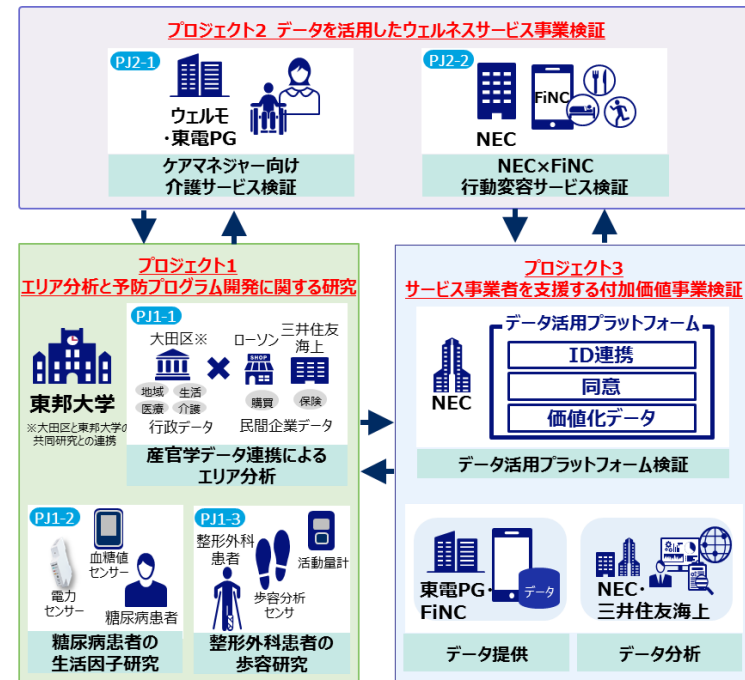 プロジェクト2 データを活用したウェルネスサービス事業検証
PJ2-1
ウェルモ
・東電PG
ケアマネジャー向け
介護サービス検証
PJ2-2
FiNC
NEC
NEC×FiNC
行動変容サービス検証
プロジェクト1
エリア分析と予防プログラム開発に関する研究
東邦大学
※大田区と東邦大学の
共同研究との連携
PJ1-1
大田区※
地域 生活
医療 介護
行政データ
ローソン
SHOP
購買
三井住友
海上
保険
民間企業データ
産官学データ連携による
エリア分析
PJ1-2
血糖値
センサー
電力
センサー
糖尿病患者
糖尿病患者の
生活因子研究
PJ1-3
整形外科
患者
活動量計
歩容分析
センサ
整形外科患者の
歩容研究
プロジェクト3
サービス事業者を支援する付加価値事業検証
NEC
データ活用プラットフォーム
ID連携
同意
価値化データ
データ活用プラットフォーム検証
東電PG・
FiNC
データ
データ提供
NEC・
三井住友海上
データ分析